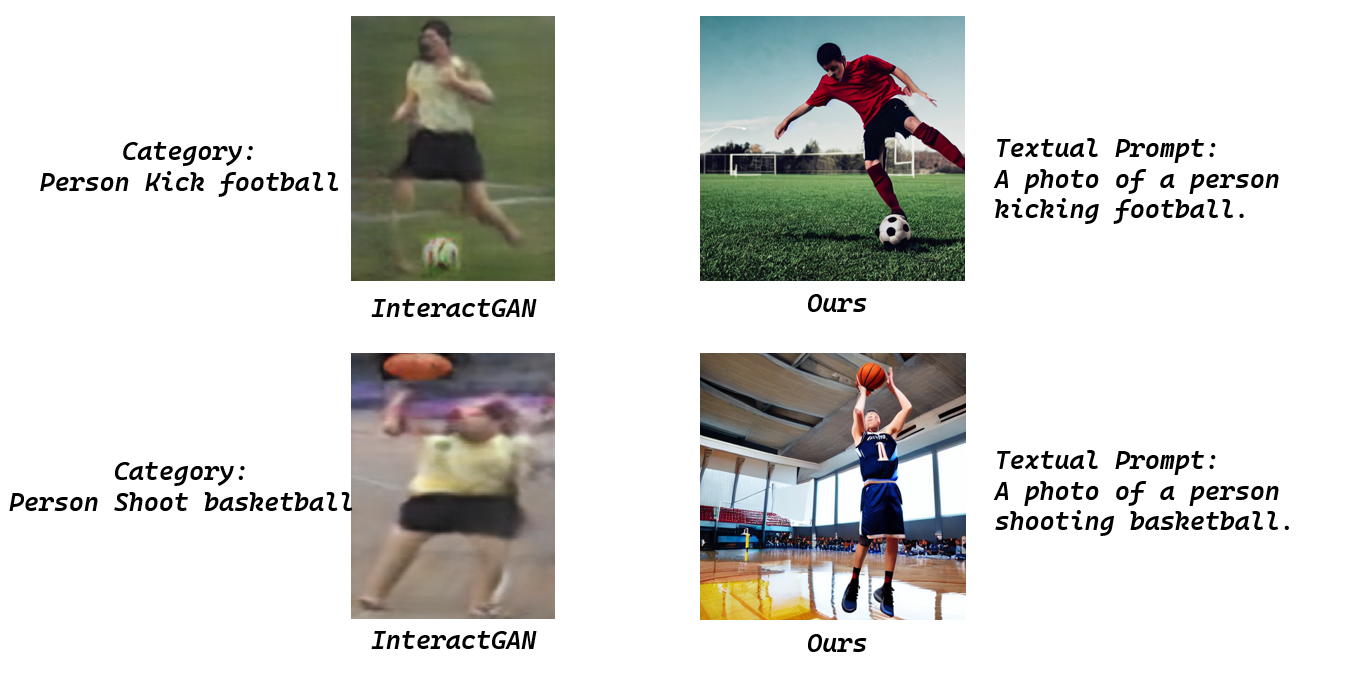 Category:
Person Kick football
InteractGAN
Ours
Textual Prompt:
A photo of a person
kicking football.
Category:
Person Shoot basketball
InteractGAN
Ours
Textual Prompt:
A photo of a person
shooting basketball.